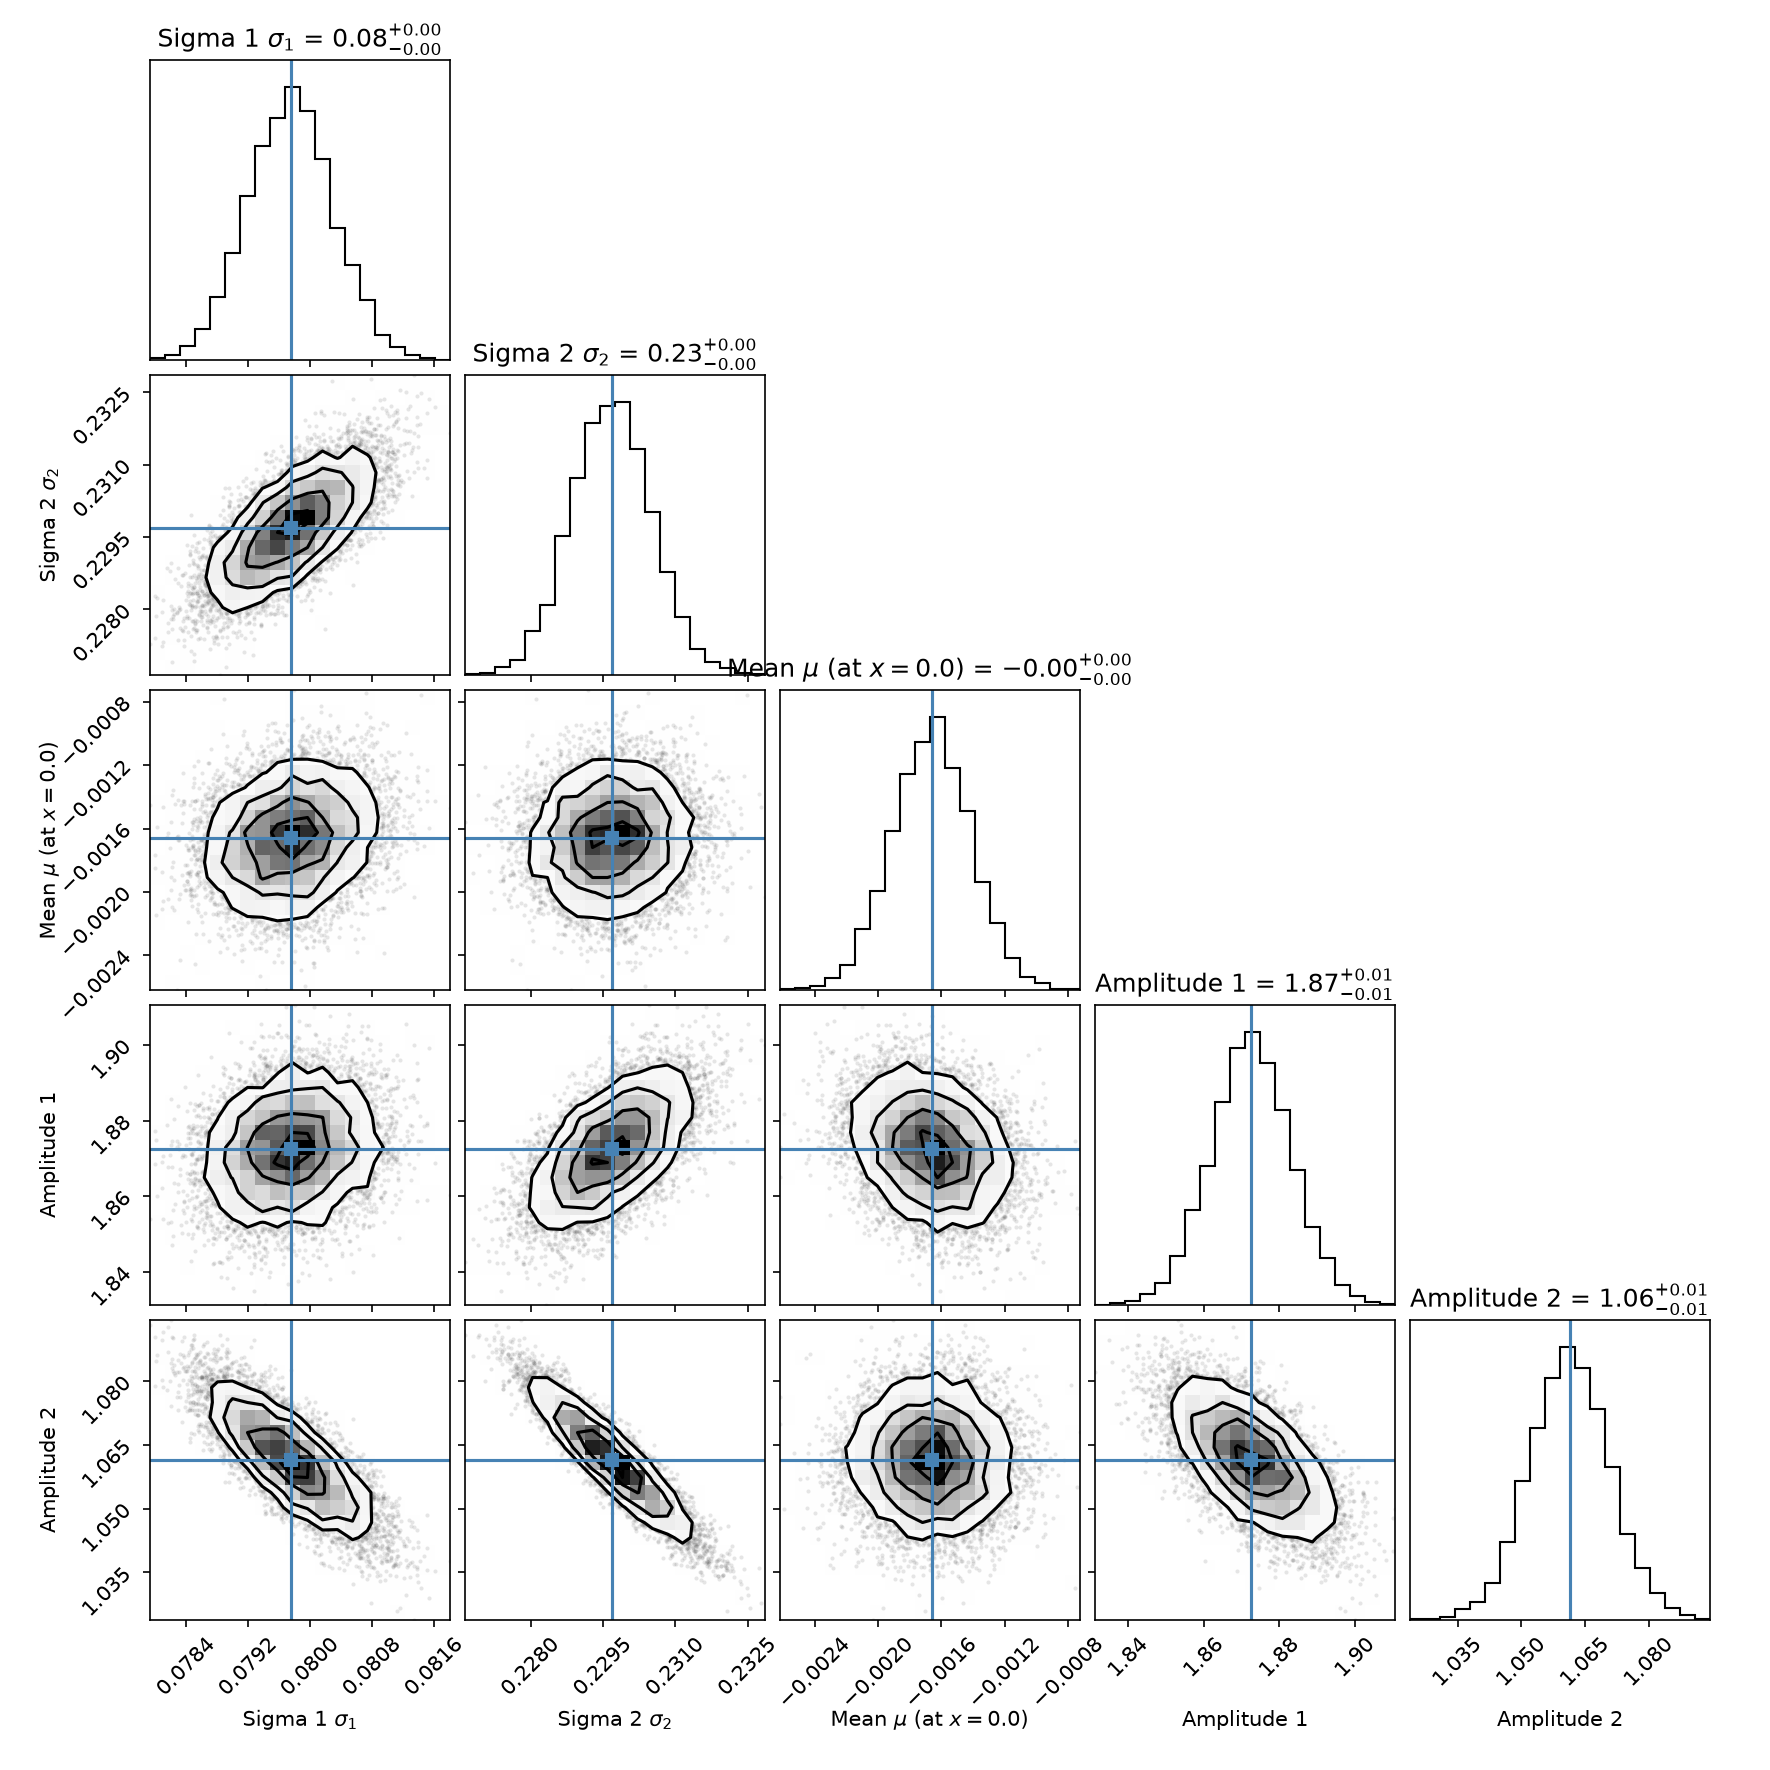 Sigma 1 σ₁ = 0.08⁺⁰·⁰⁰₋₀.₀₀
Sigma 2 σ₂ = 0.23⁺⁰·⁰⁰₋₀.₀₀
0.2325
0.2310
0.2295
0.2280
Sigma 2 σ₂
Mean μ (at x = 0.0) = −0.00⁺⁰·⁰⁰₋₀.₀₀
−0.0008
−0.0012
−0.0016
−0.0020
−0.0024
Mean μ (at x = 0.0)
Amplitude 1 = 1.87⁺⁰·⁰¹₋₀.₀₁
1.90
1.88
1.86
1.84
Amplitude 1
Amplitude 2 = 1.06⁺⁰·⁰¹₋₀.₀₁
1.080
1.065
1.050
1.035
Amplitude 2
0.0784 0.0792 0.0800 0.0808 0.0816
0.2280 0.2295 0.2310 0.2325
−0.0024 −0.0020 −0.0016 −0.0012 −0.0008
1.84 1.86 1.88 1.90
1.035 1.050 1.065 1.080
Sigma 1 σ₁
Sigma 2 σ₂
Mean μ (at x = 0.0)
Amplitude 1
Amplitude 2